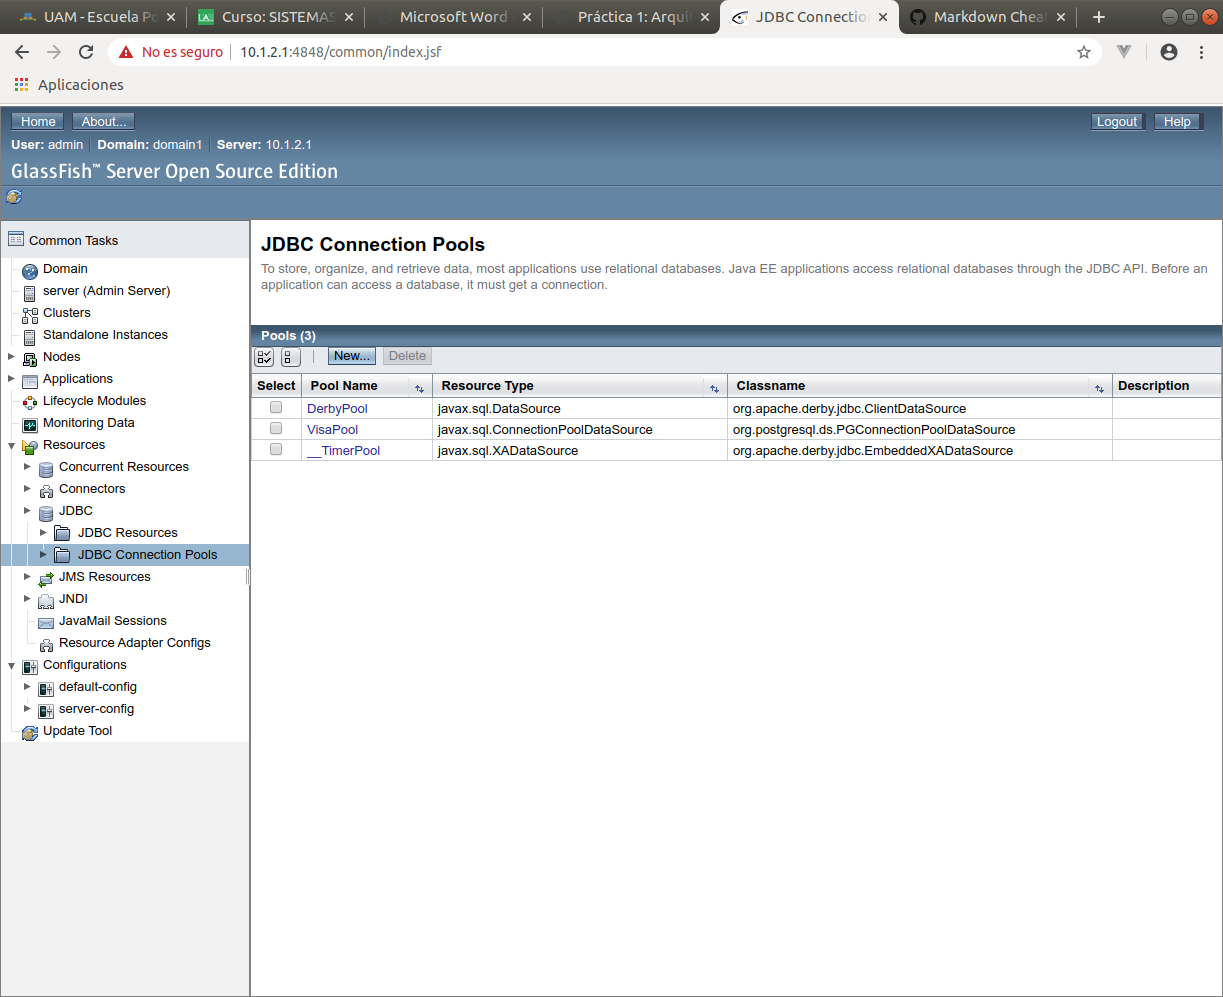 UAM - Escuela Po
Curso: SISTEMAS
Microsoft Word
Práctica 1: Arqui
JDBC Connectio
Markdown Chea
No es seguro 10.1.2.1:4848/common/index.jsf
Aplicaciones
Home About... Logout Help
User: admin Domain: domain1 Server: 10.1.2.1
GlassFish™ Server Open Source Edition
Common Tasks
Domain
server (Admin Server)
Clusters
Standalone Instances
Nodes
Applications
Lifecycle Modules
Monitoring Data
Resources
Concurrent Resources
Connectors
JDBC
JDBC Resources
JDBC Connection Pools
JMS Resources
JNDI
JavaMail Sessions
Resource Adapter Configs
Configurations
default-config
server-config
Update Tool
JDBC Connection Pools
To store, organize, and retrieve data, most applications use relational databases. Java EE applications access relational databases through the JDBC API. Before an
application can access a database, it must get a connection.
Pools (3)
New... Delete
Select Pool Name Resource Type Classname Description
DerbyPool javax.sql.DataSource org.apache.derby.jdbc.ClientDataSource
VisaPool javax.sql.ConnectionPoolDataSource org.postgresql.ds.PGConnectionPoolDataSource
__TimerPool javax.sql.XADataSource org.apache.derby.jdbc.EmbeddedXADataSource